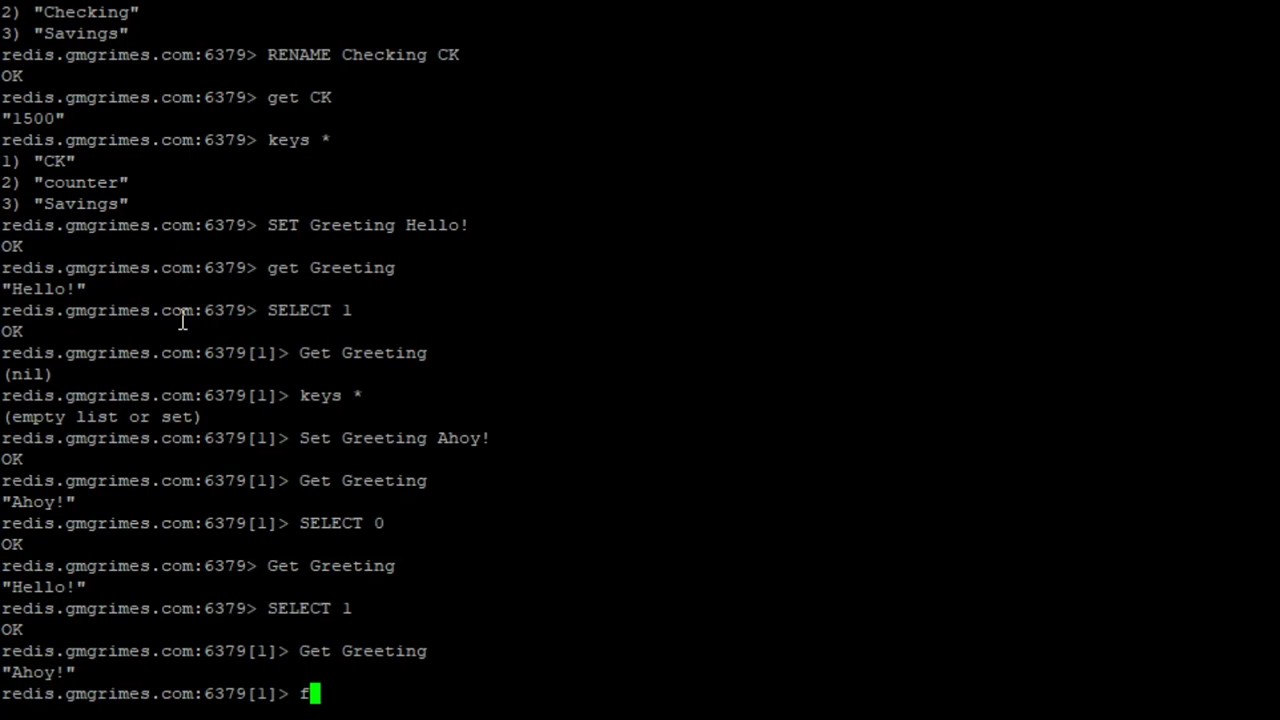 2) "Checking"
3) "Savings"
redis.gmgrimes.com:6379> RENAME Checking CK
OK
redis.gmgrimes.com:6379> get CK
"1500"
redis.gmgrimes.com:6379> keys *
1) "CK"
2) "counter"
3) "Savings"
redis.gmgrimes.com:6379> SET Greeting Hello!
OK
redis.gmgrimes.com:6379> get Greeting
"Hello!"
redis.gmgrimes.com:6379> SELECT 1
OK
redis.gmgrimes.com:6379[1]> Get Greeting
(nil)
redis.gmgrimes.com:6379[1]> keys *
(empty list or set)
redis.gmgrimes.com:6379[1]> Set Greeting Ahoy!
OK
redis.gmgrimes.com:6379[1]> Get Greeting
"Ahoy!"
redis.gmgrimes.com:6379[1]> SELECT 0
OK
redis.gmgrimes.com:6379> Get Greeting
"Hello!"
redis.gmgrimes.com:6379> SELECT 1
OK
redis.gmgrimes.com:6379[1]> Get Greeting
"Ahoy!"
redis.gmgrimes.com:6379[1]> f